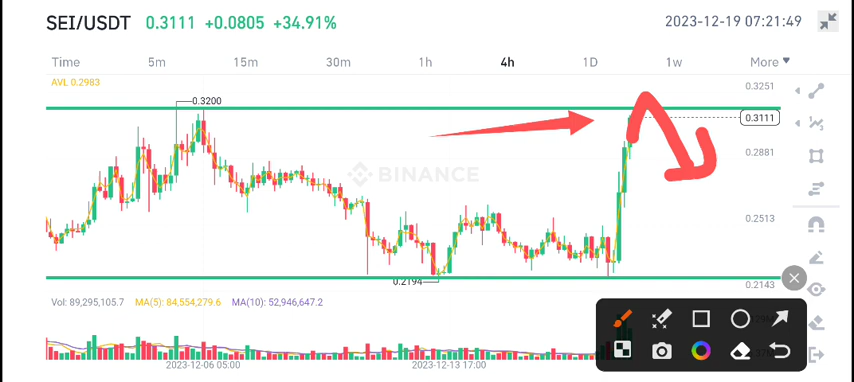 SEI/USDT 0.3111 +0.0805 +34.91% 2023-12-19 07:21:49
Time 5m 15m 30m 1h 4h 1D 1w More
AVL 0.2983
0.3251
0.3200
0.3111
0.2881
BINANCE
0.2513
0.2194
0.2143
Vol: 89,295,105.7 MA(5): 84,554,279.6 MA(10): 52,946,647.2
2023-12-06 05:00 2023-12-13 17:00